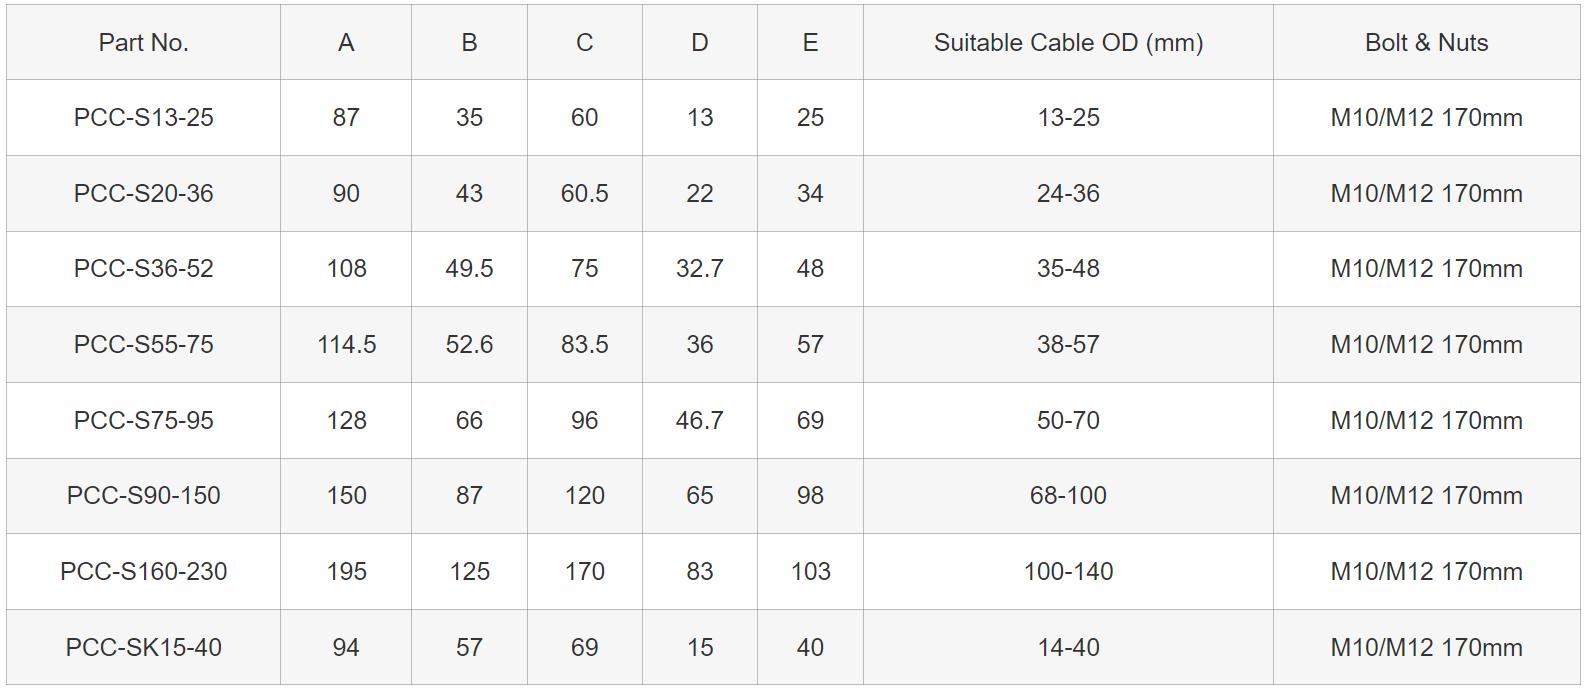 Part No. A B C D E Suitable Cable OD (mm) Bolt & Nuts
PCC-S13-25 87 35 60 13 25 13-25 M10/M12 170mm
PCC-S20-36 90 43 60.5 22 34 24-36 M10/M12 170mm
PCC-S36-52 108 49.5 75 32.7 48 35-48 M10/M12 170mm
PCC-S55-75 114.5 52.6 83.5 36 57 38-57 M10/M12 170mm
PCC-S75-95 128 66 96 46.7 69 50-70 M10/M12 170mm
PCC-S90-150 150 87 120 65 98 68-100 M10/M12 170mm
PCC-S160-230 195 125 170 83 103 100-140 M10/M12 170mm
PCC-SK15-40 94 57 69 15 40 14-40 M10/M12 170mm